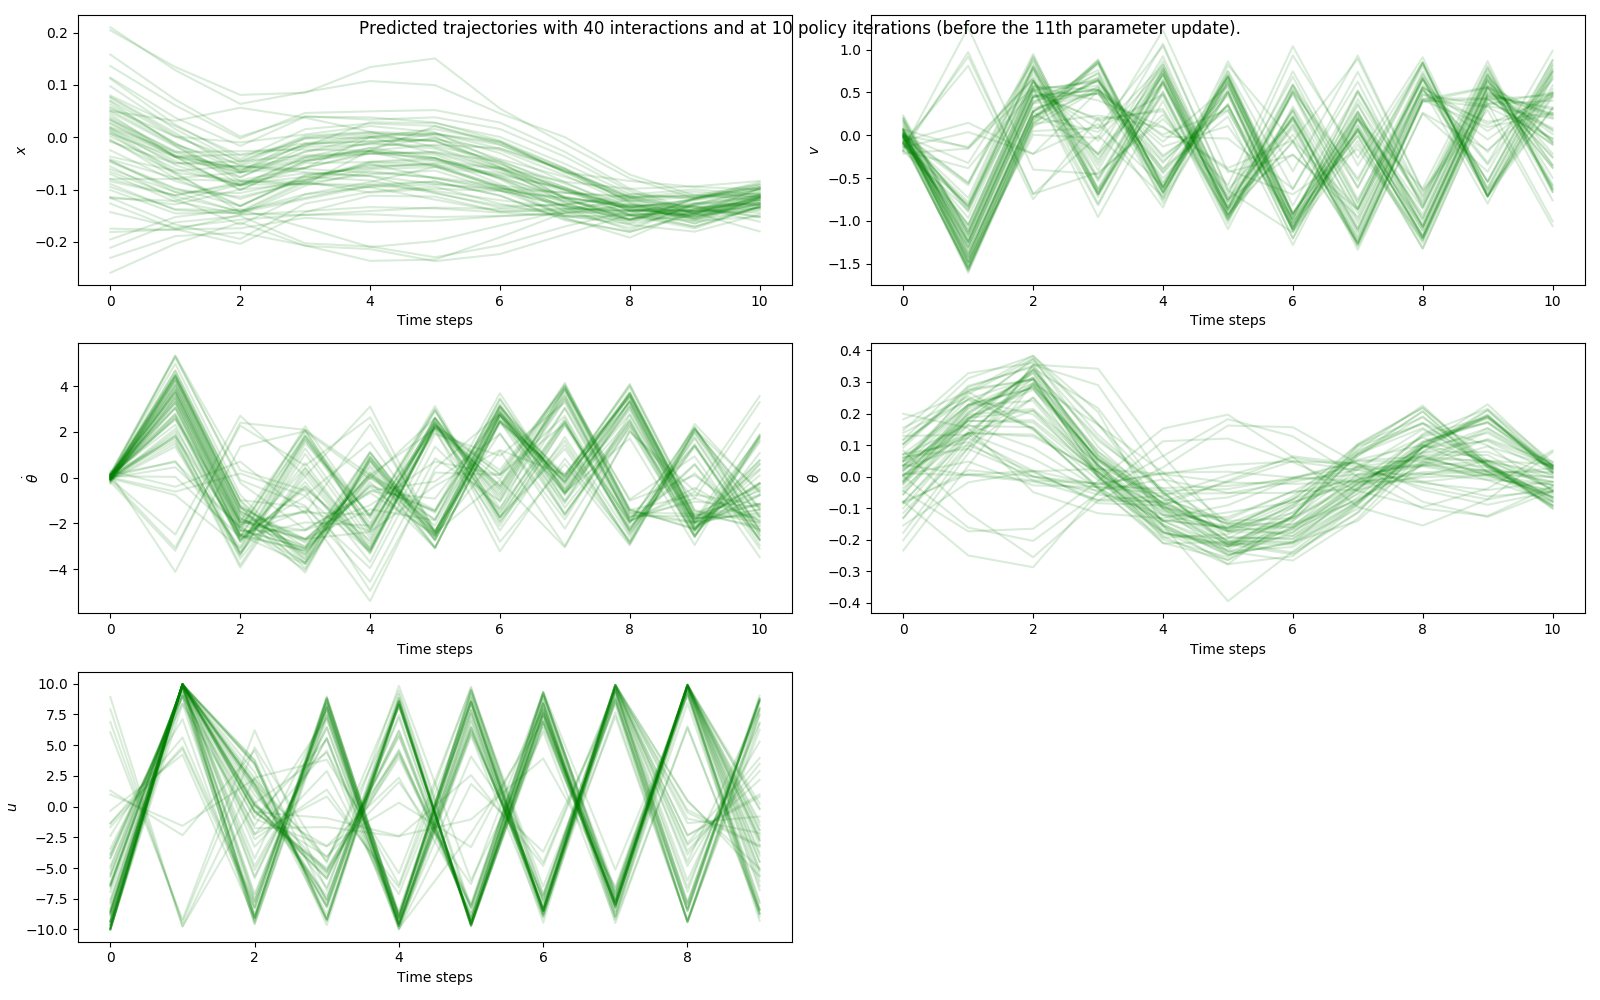 Predicted trajectories with 40 interactions and at 10 policy iterations (before the 11th parameter update).
0.2
0.1
0.0
−0.1
−0.2
x
0 2 4 6 8 10
Time steps
1.0
0.5
0.0
−0.5
−1.0
−1.5
v
0 2 4 6 8 10
Time steps
4
2
0
−2
−4
θ̇
0 2 4 6 8 10
Time steps
0.4
0.3
0.2
0.1
0.0
−0.1
−0.2
−0.3
−0.4
θ
0 2 4 6 8 10
Time steps
10.0
7.5
5.0
2.5
0.0
−2.5
−5.0
−7.5
−10.0
u
0 2 4 6 8
Time steps